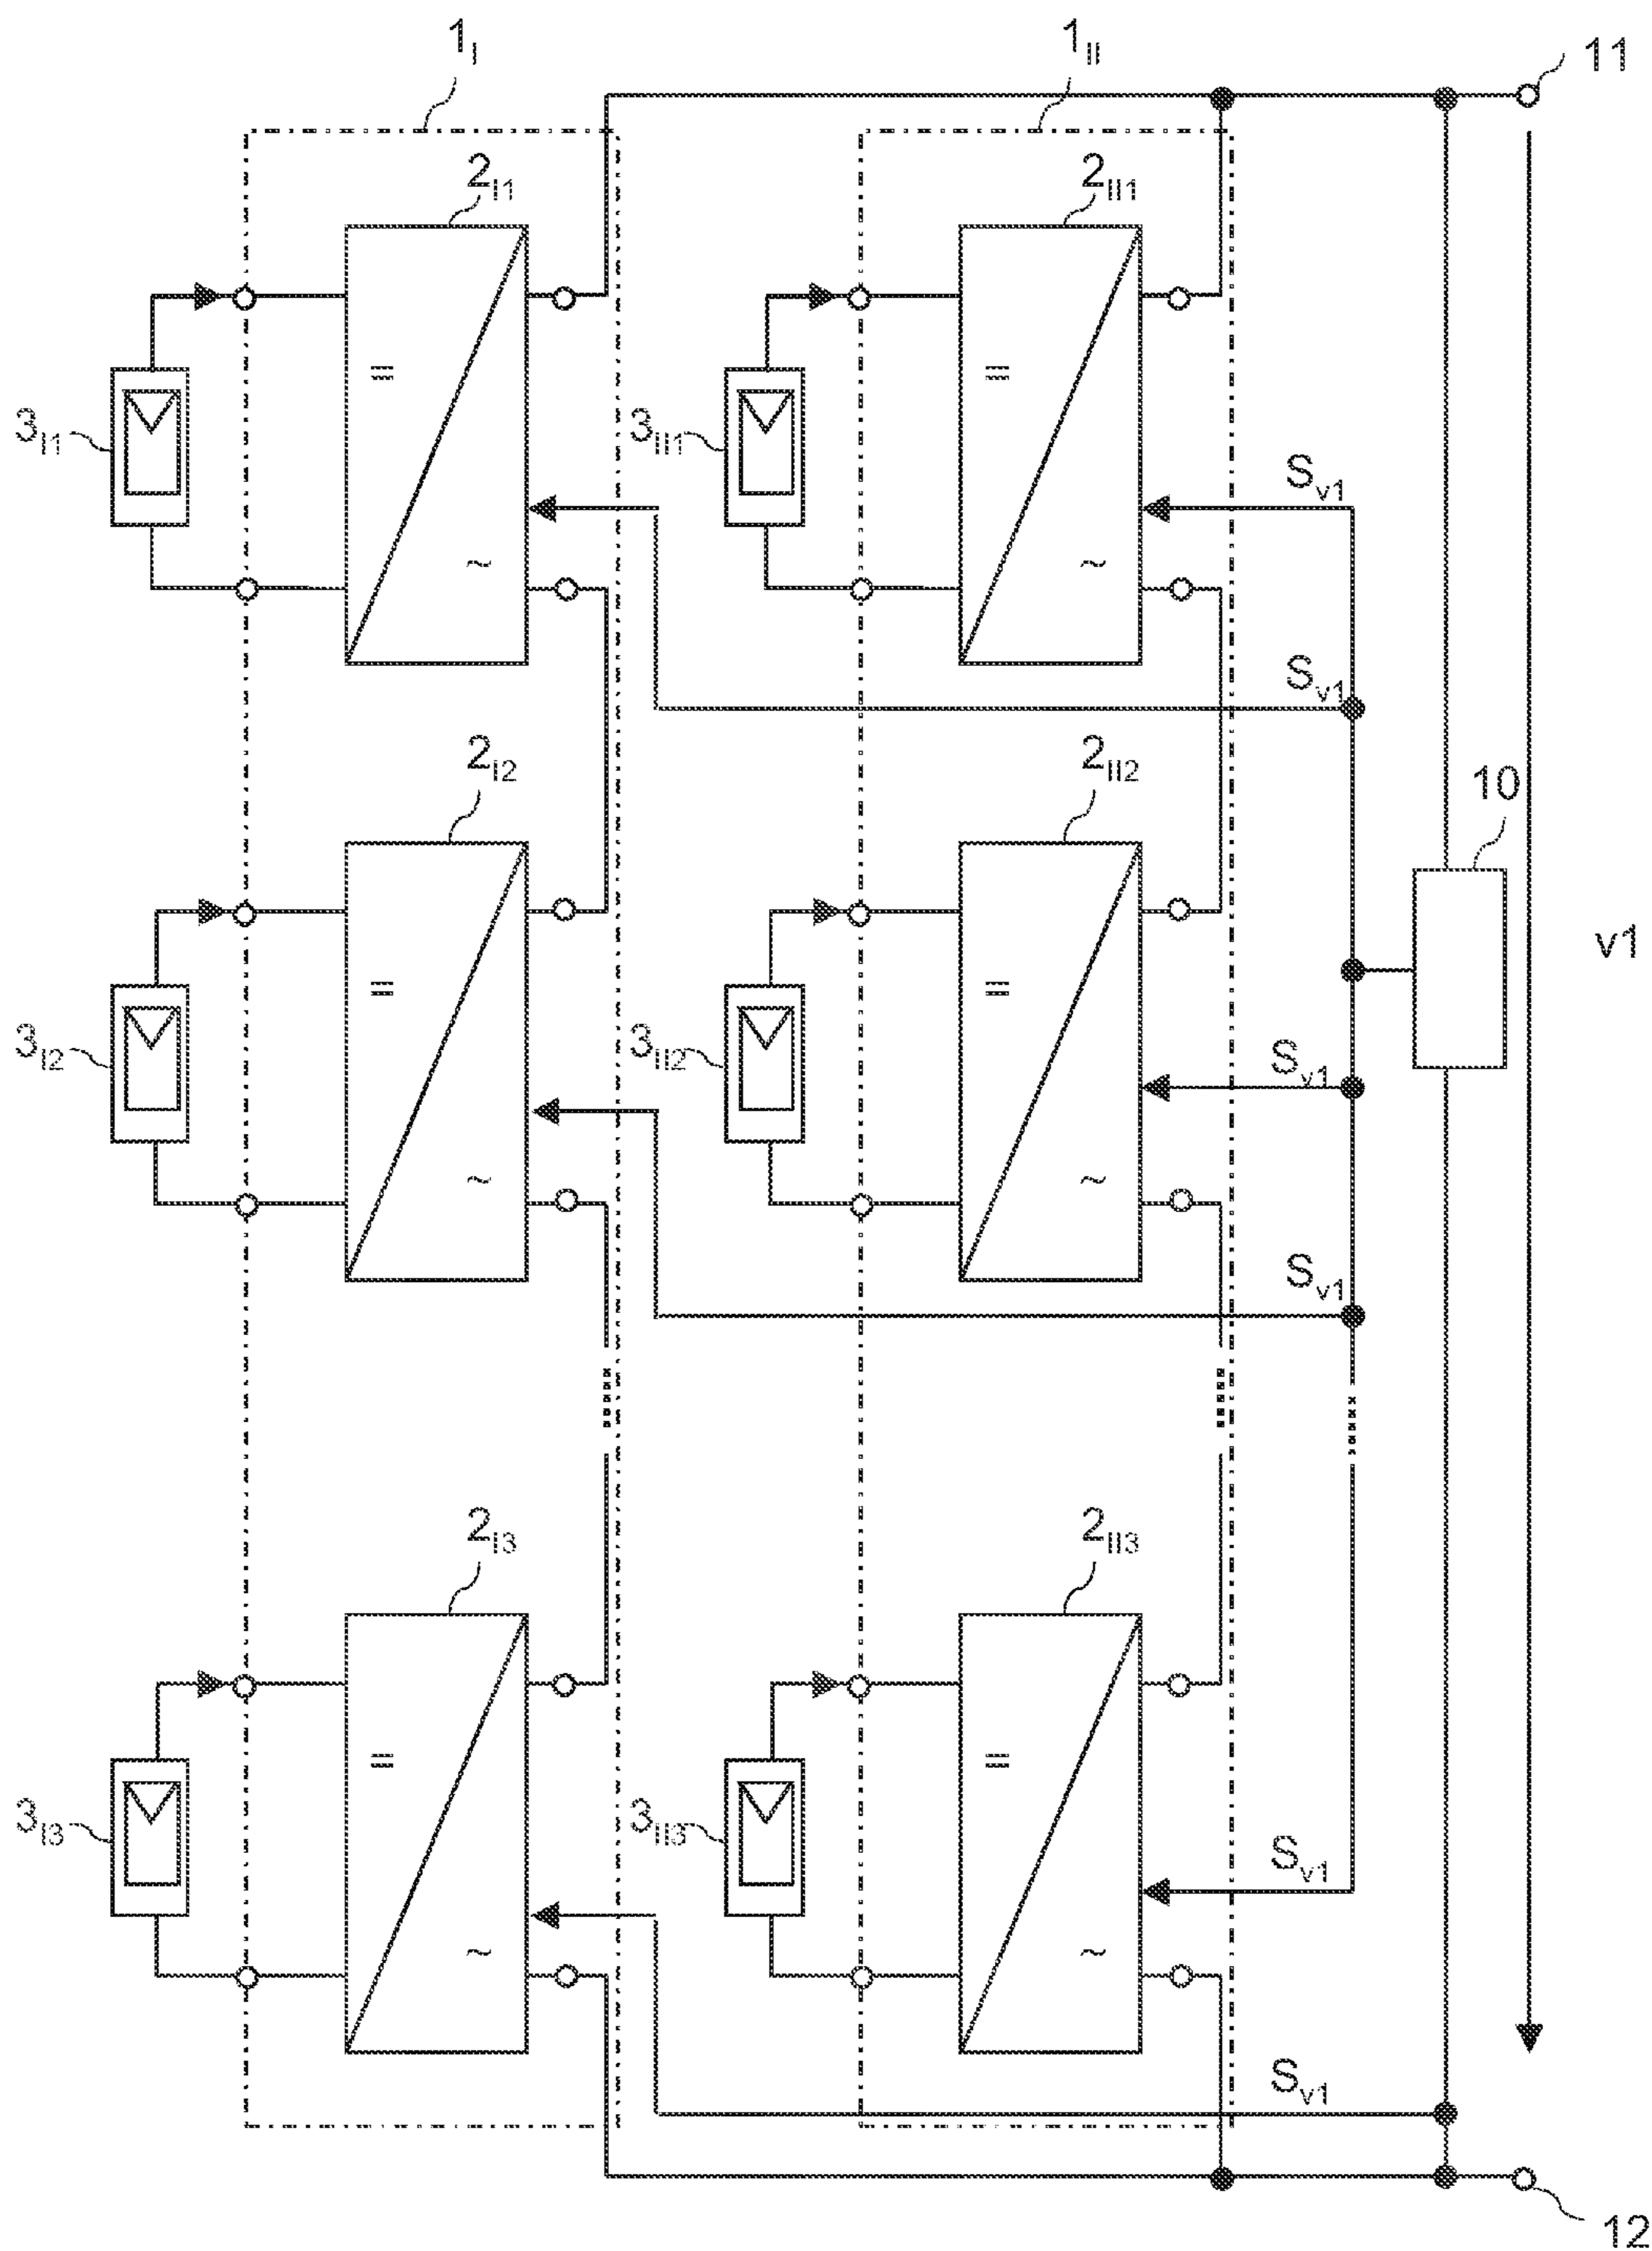 1I 1II 11
2I1 2II1
= =
3I1 3II1
Sv1
~ ~
Sv1
2I2 2II2
10
v1
= =
3I2 3II2
Sv1
~ ~
Sv1
2I3 2II3
= =
3I3 3II3
Sv1
~ ~
Sv1
12